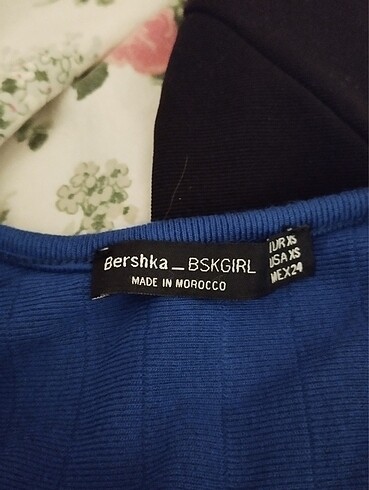 Bershka_BSKGIRL
MADE IN MOROCCO
EUR XS
USA XS
MEX 24